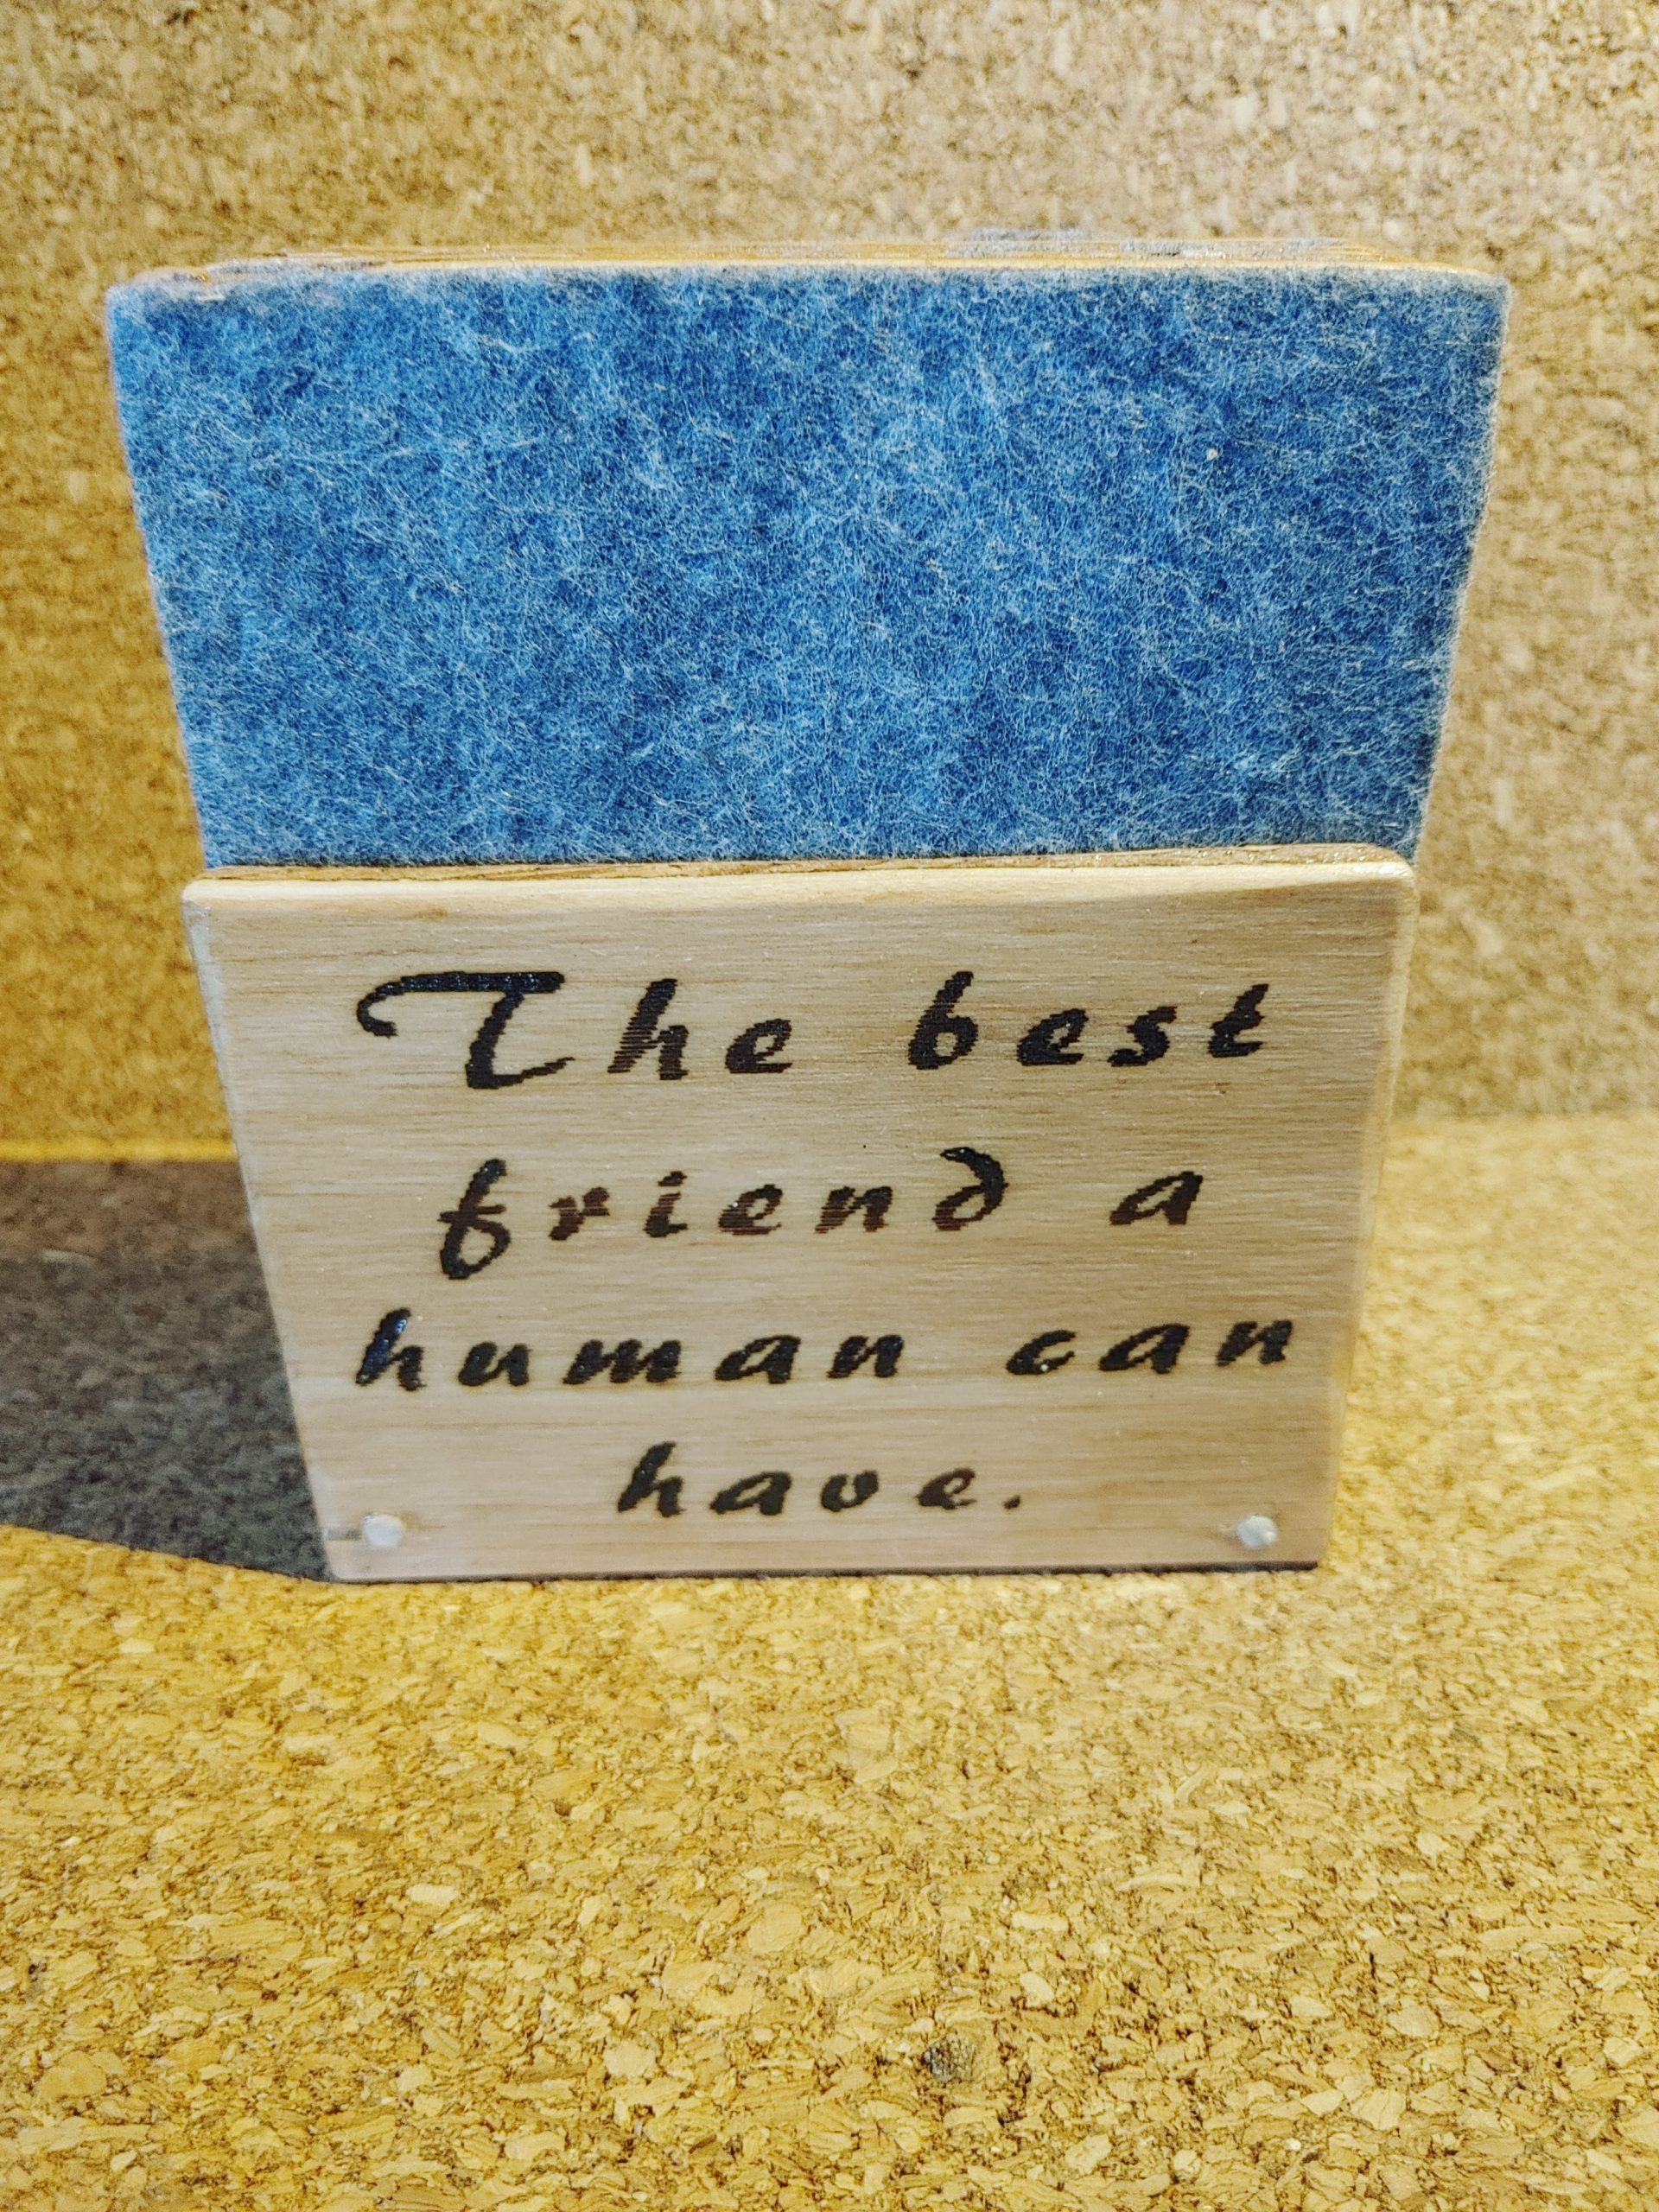 The best
friend a
human can
have.